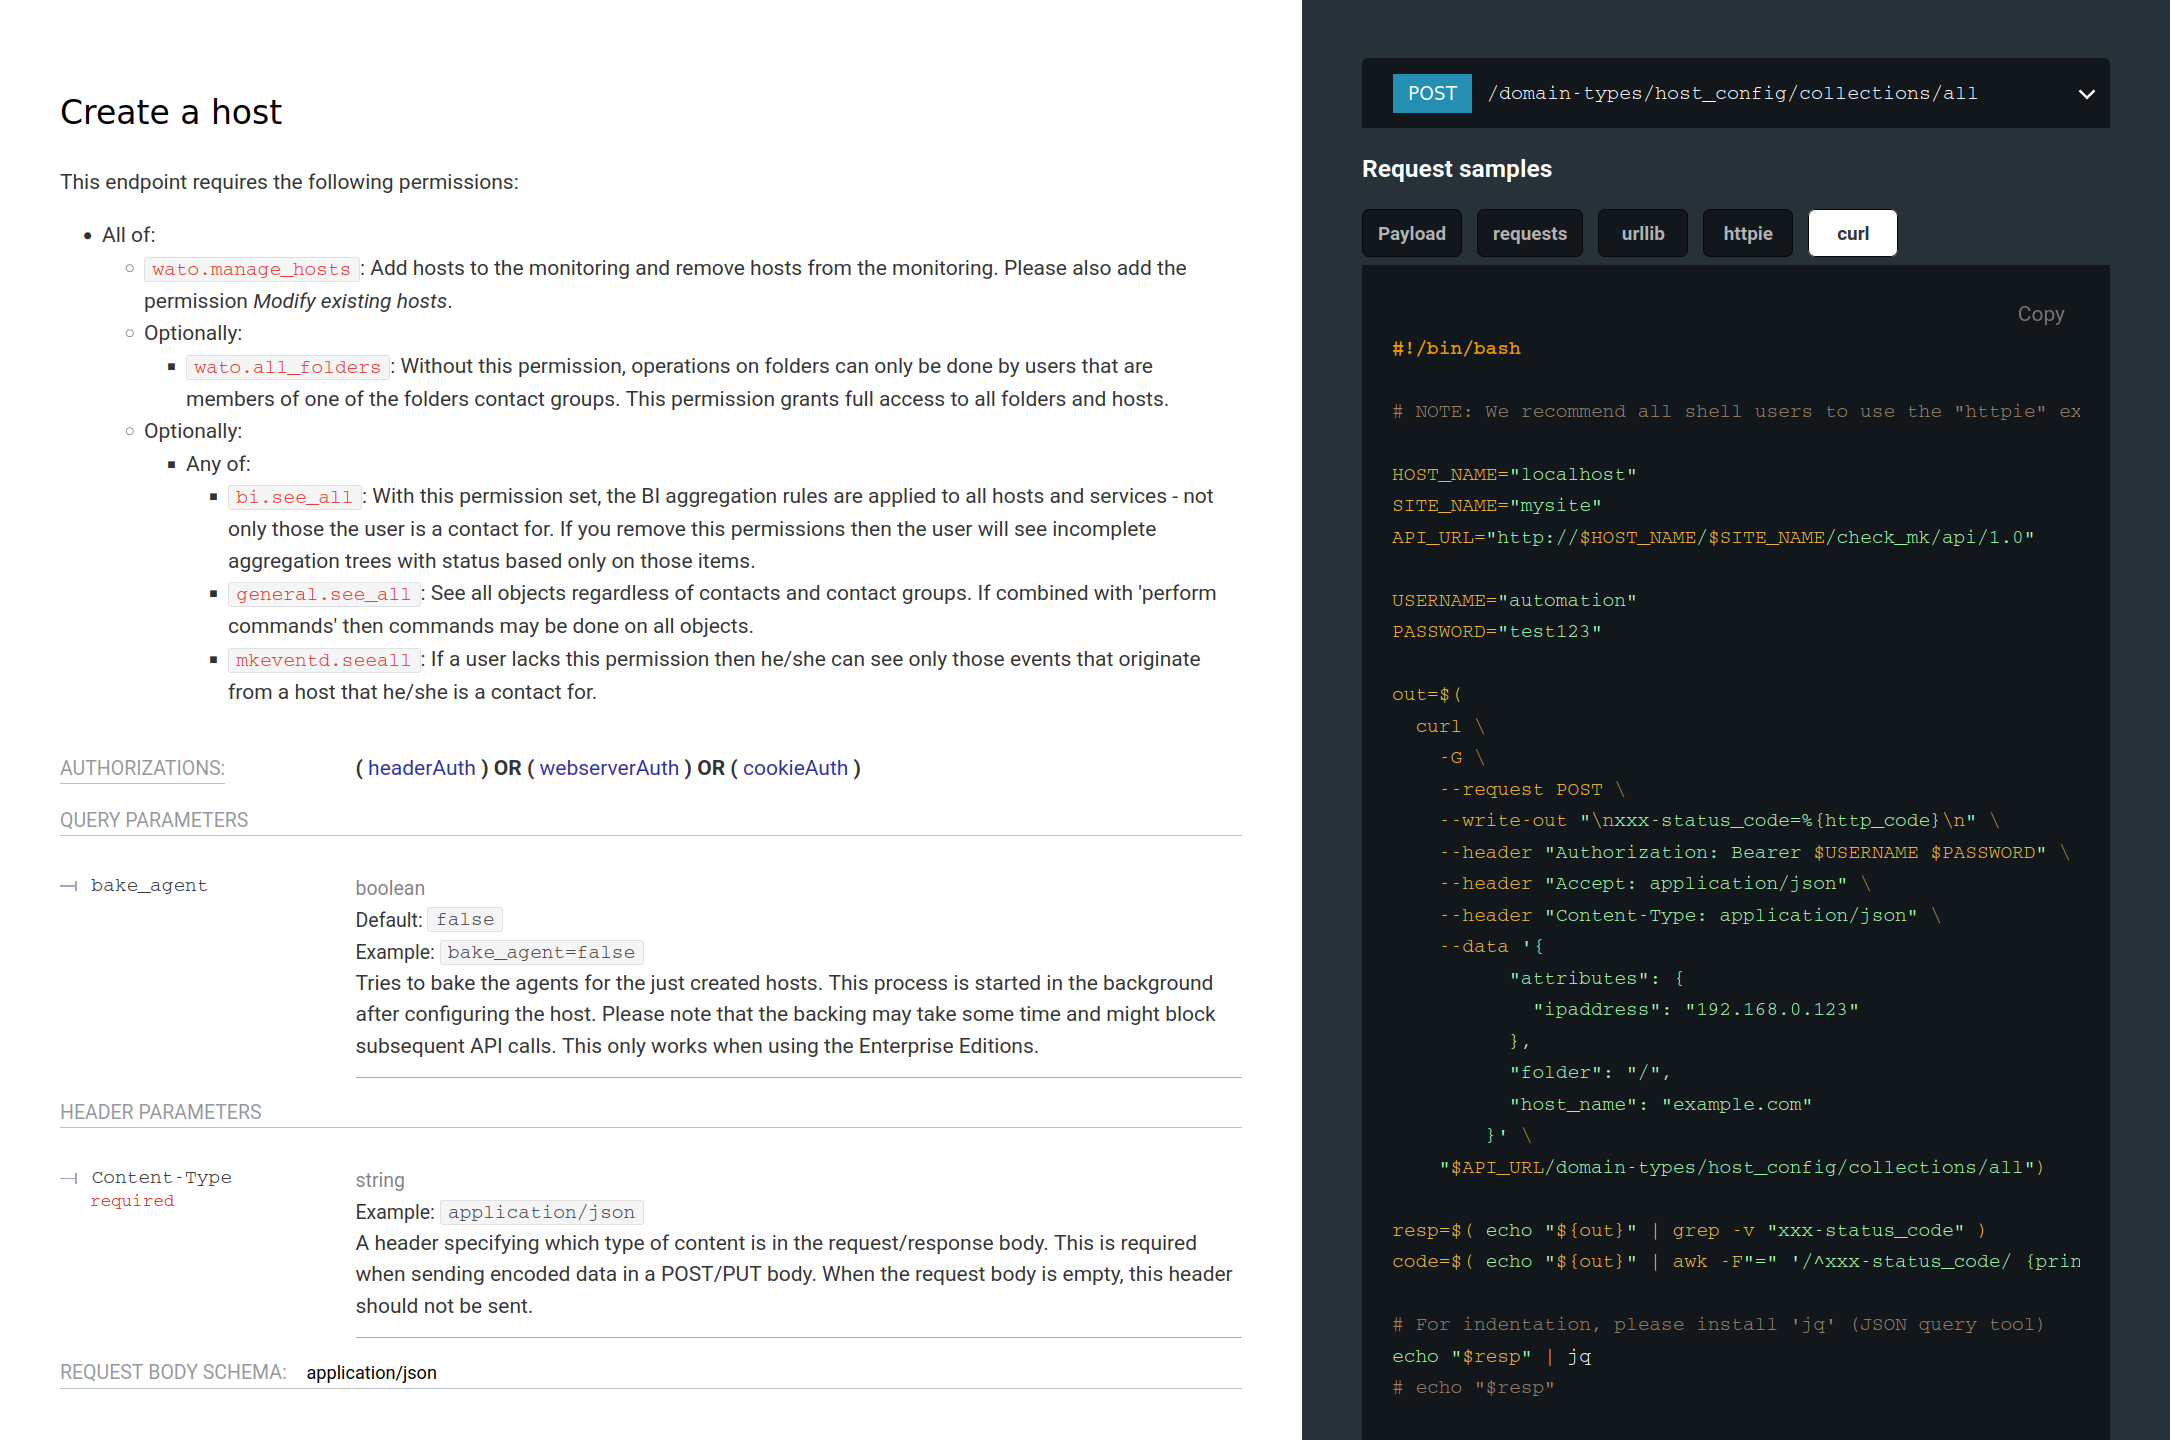 Create a host
This endpoint requires the following permissions:
All of:
wato.manage_hosts : Add hosts to the monitoring and remove hosts from the monitoring. Please also add the
permission Modify existing hosts.
Optionally:
wato.all_folders : Without this permission, operations on folders can only be done by users that are
members of one of the folders contact groups. This permission grants full access to all folders and hosts.
Optionally:
Any of:
bi.see_all : With this permission set, the BI aggregation rules are applied to all hosts and services - not
only those the user is a contact for. If you remove this permissions then the user will see incomplete
aggregation trees with status based only on those items.
general.see_all : See all objects regardless of contacts and contact groups. If combined with 'perform
commands' then commands may be done on all objects.
mkeventd.seeall : If a user lacks this permission then he/she can see only those events that originate
from a host that he/she is a contact for.
AUTHORIZATIONS: ( headerAuth ) OR ( webserverAuth ) OR ( cookieAuth )
QUERY PARAMETERS
bake_agent boolean
Default: false
Example: bake_agent=false
Tries to bake the agents for the just created hosts. This process is started in the background
after configuring the host. Please note that the backing may take some time and might block
subsequent API calls. This only works when using the Enterprise Editions.
HEADER PARAMETERS
Content-Type string
required
Example: application/json
A header specifying which type of content is in the request/response body. This is required
when sending encoded data in a POST/PUT body. When the request body is empty, this header
should not be sent.
REQUEST BODY SCHEMA: application/json
POST /domain-types/host_config/collections/all
Request samples
Payload requests urllib httpie curl
Copy
#!/bin/bash
# NOTE: We recommend all shell users to use the "httpie" ex
HOST_NAME="localhost"
SITE_NAME="mysite"
API_URL="http://$HOST_NAME/$SITE_NAME/check_mk/api/1.0"
USERNAME="automation"
PASSWORD="test123"
out=$(
curl \
-G \
--request POST \
--write-out "\nxxx-status_code=%{http_code}\n" \
--header "Authorization: Bearer $USERNAME $PASSWORD" \
--header "Accept: application/json" \
--header "Content-Type: application/json" \
--data '{
"attributes": {
"ipaddress": "192.168.0.123"
},
"folder": "/",
"host_name": "example.com"
}' \
"$API_URL/domain-types/host_config/collections/all")
resp=$( echo "${out}" | grep -v "xxx-status_code" )
code=$( echo "${out}" | awk -F"=" '/^xxx-status_code/ {prin
# For indentation, please install 'jq' (JSON query tool)
echo "$resp" | jq
# echo "$resp"